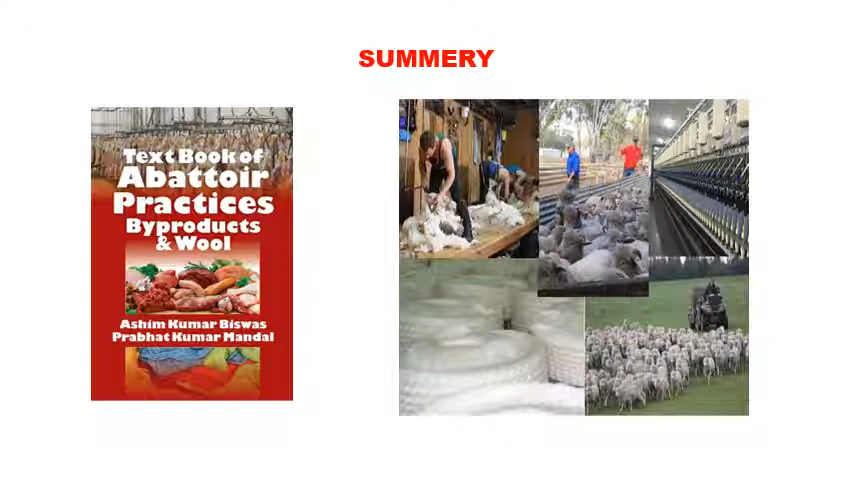 SUMMERY
Text Book of
Abattoir
Practices
Byproducts
& Wool
Ashim Kumar Biswas
Prabhat Kumar Mandal